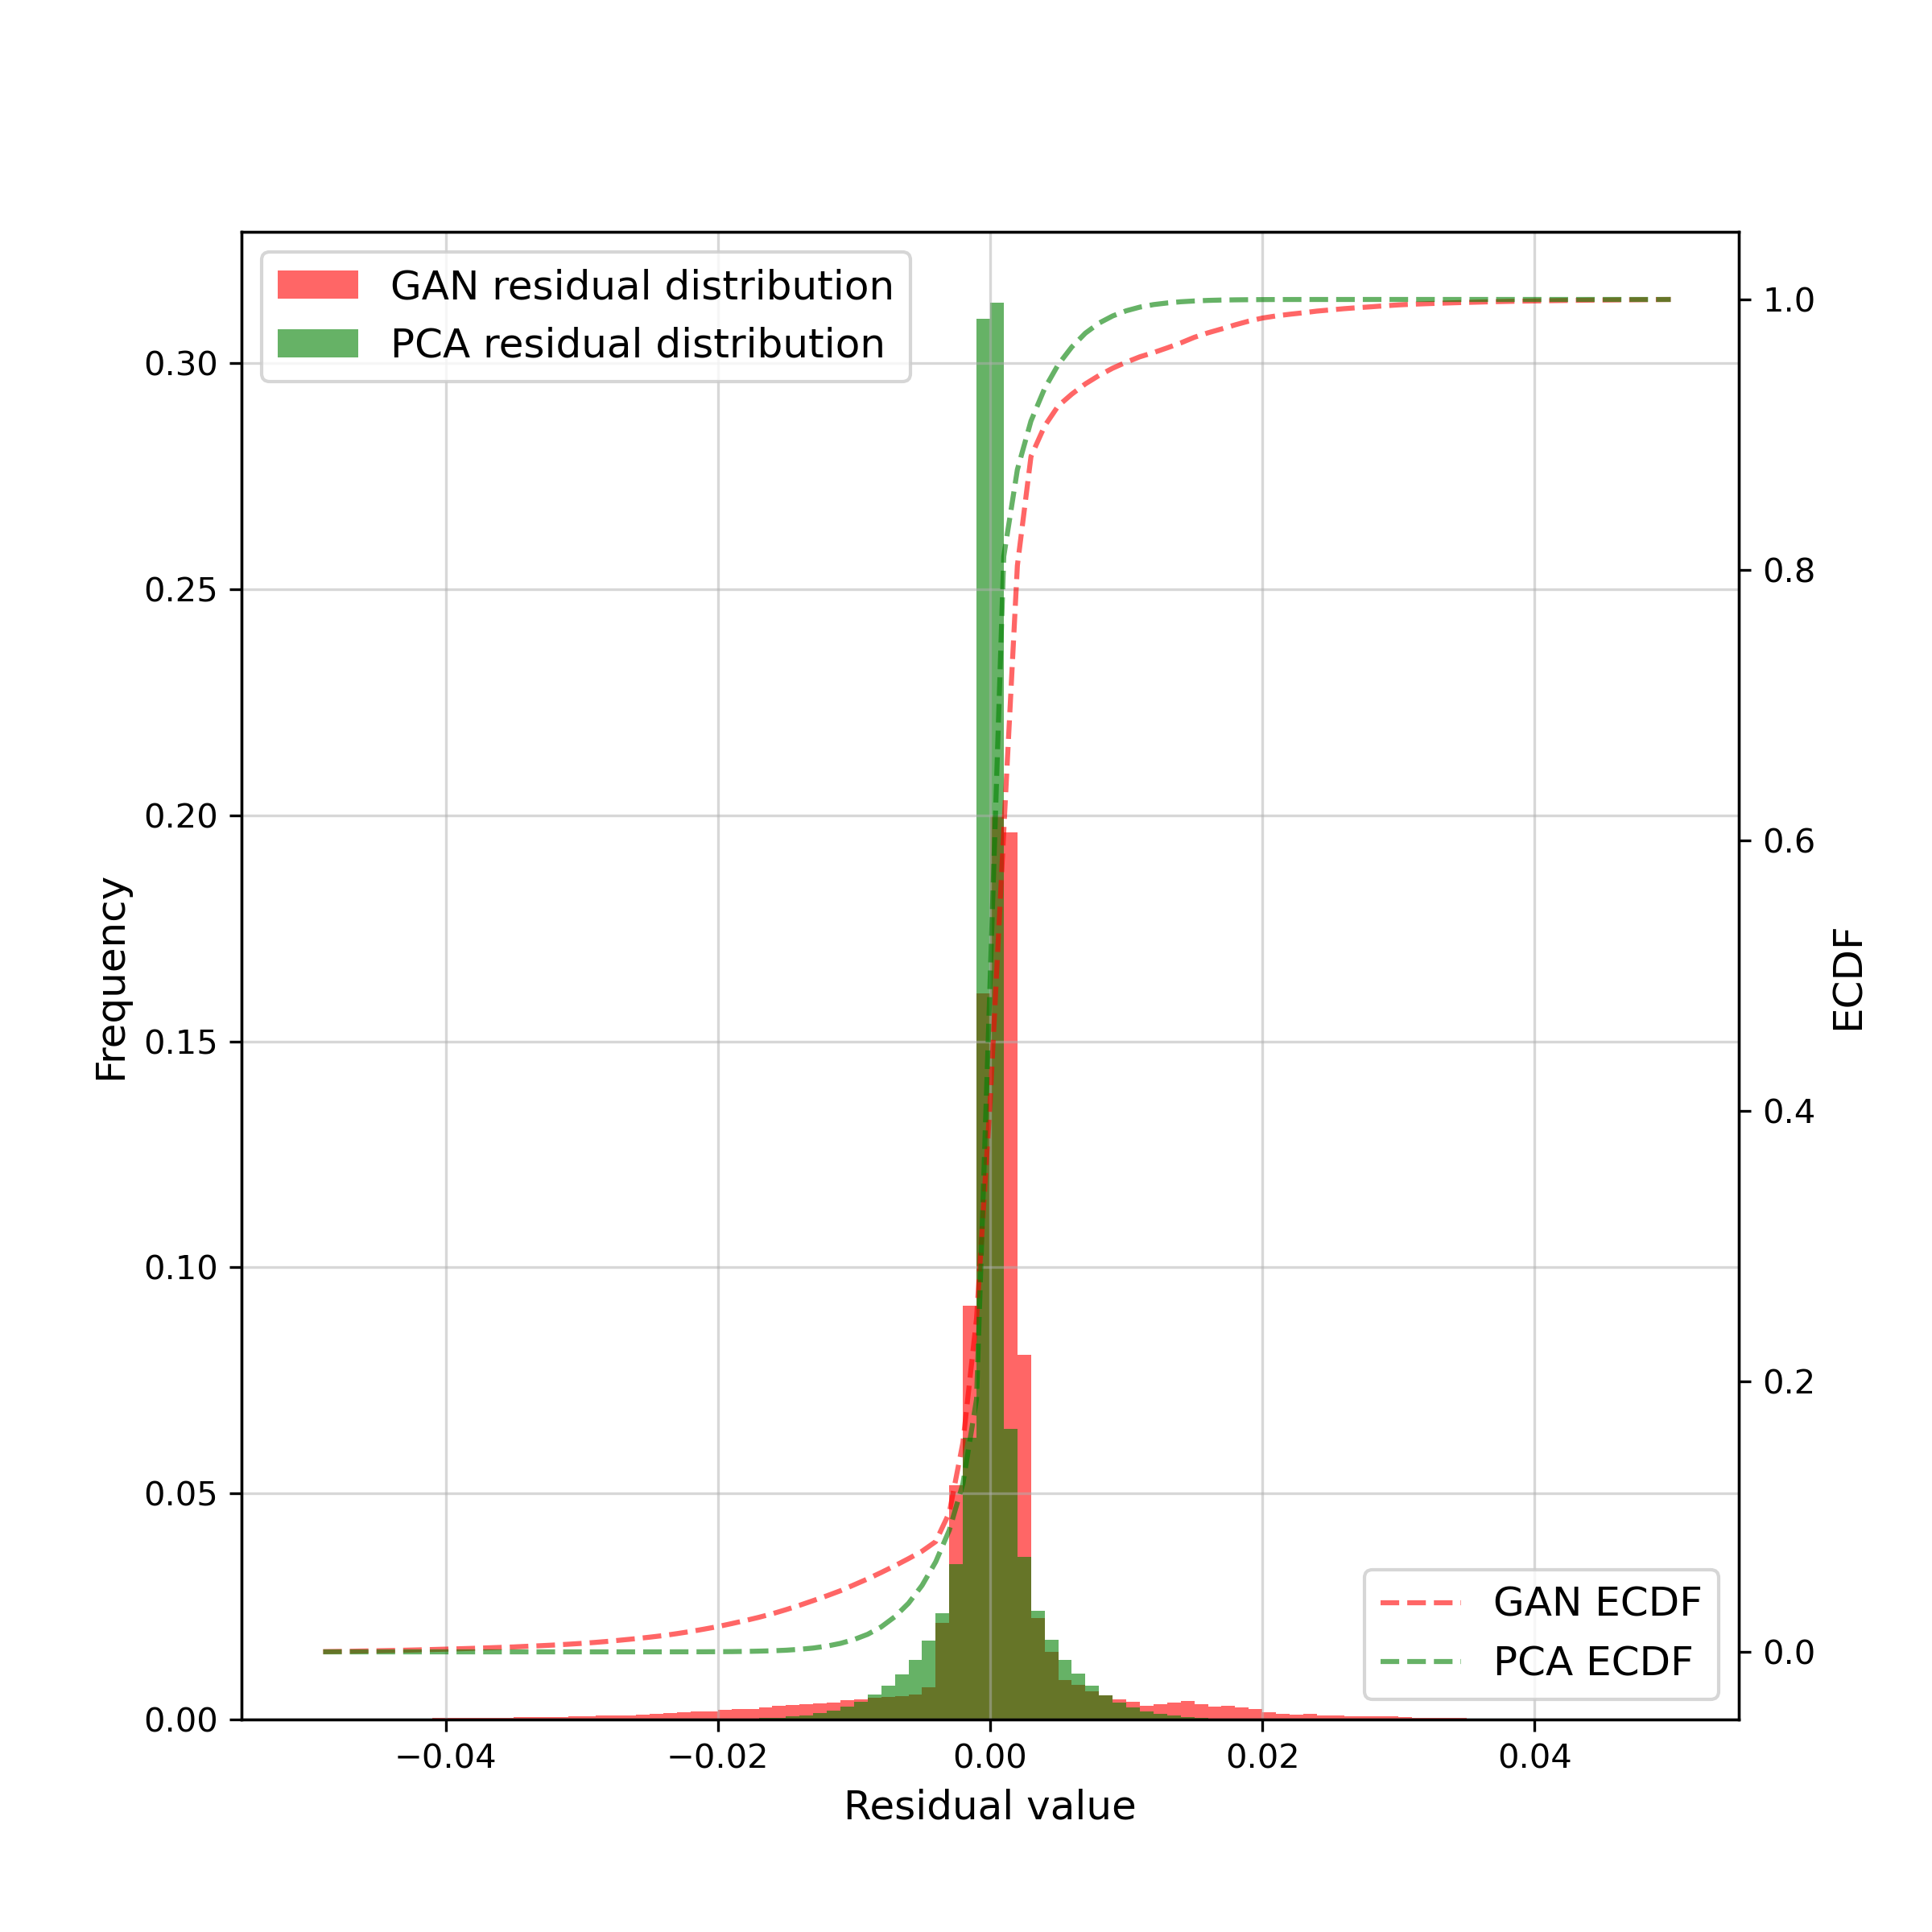 GAN residual distribution
PCA residual distribution
0.30
0.25
0.20
0.15
0.10
0.05
0.00
Frequency
1.0
0.8
0.6
0.4
0.2
0.0
ECDF
GAN ECDF
PCA ECDF
−0.04
−0.02
0.00
0.02
0.04
Residual value